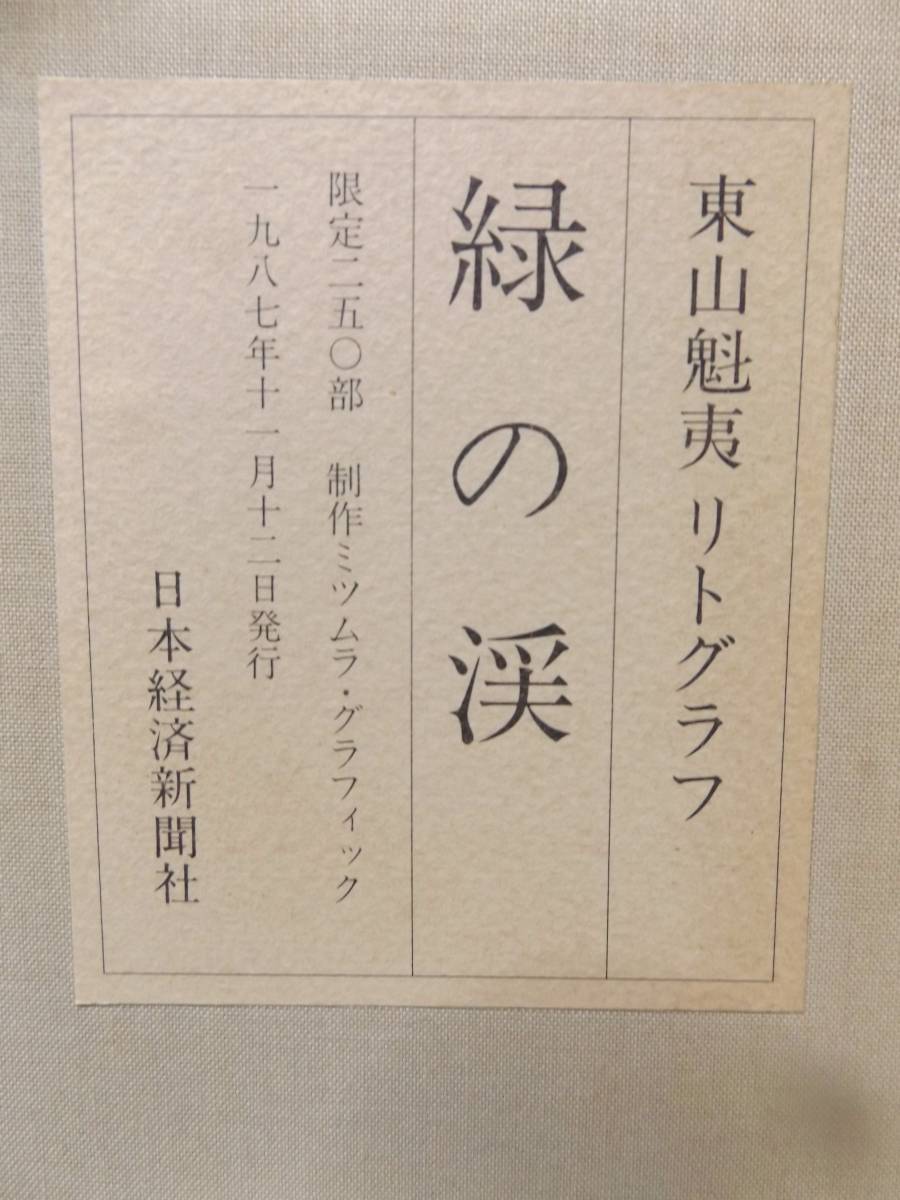 東山魁夷 リトグラフ
緑の渓
限定二五〇部 制作ミツムラ・グラフィック
一九八七年十一月十二日発行
日本経済新聞社